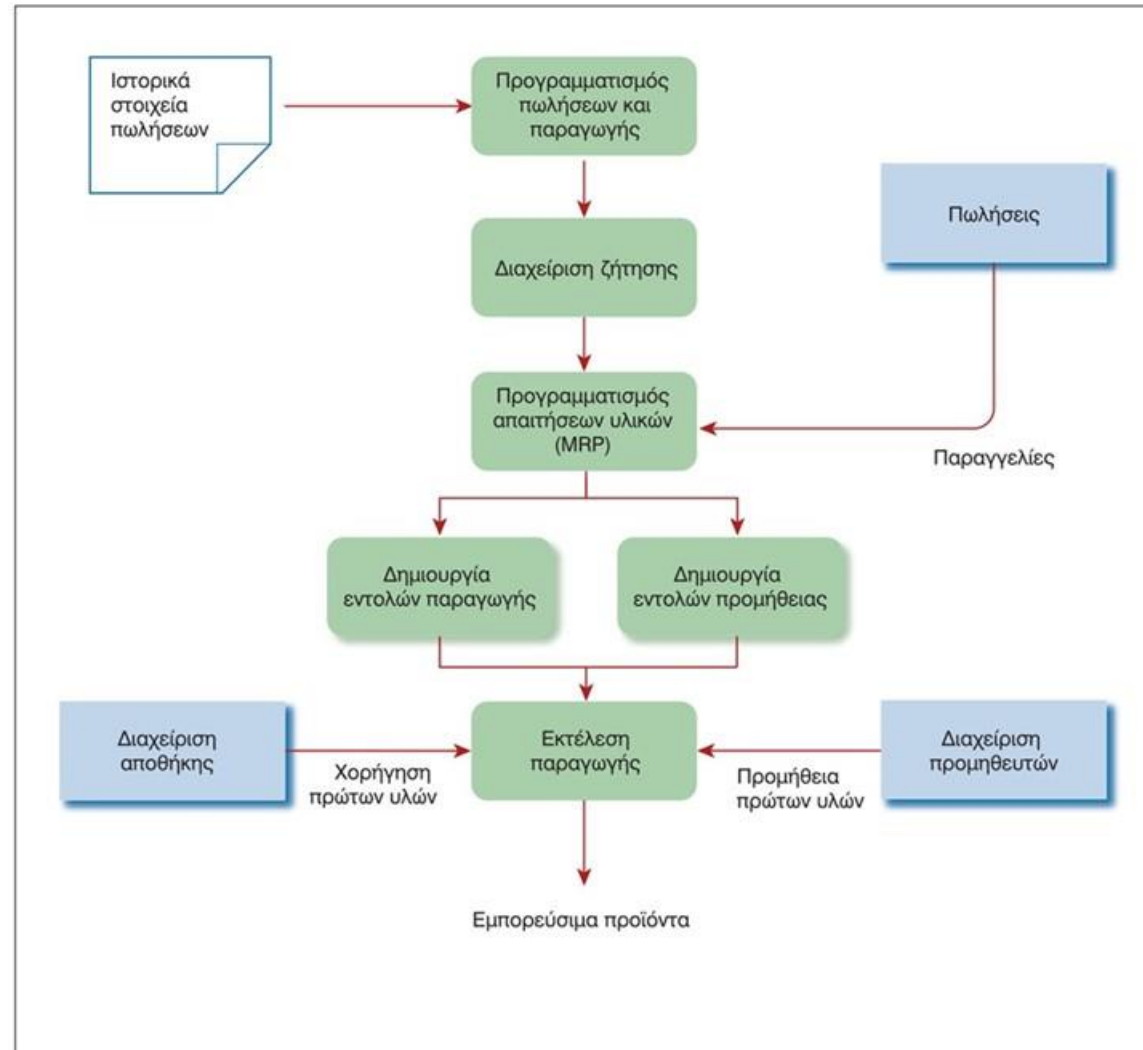 Ιστορικά
στοιχεία
πωλήσεων
Προγραμματισμός
πωλήσεων και
παραγωγής
Πωλήσεις
Διαχείριση ζήτησης
Προγραμματισμός
απαιτήσεων υλικών
(MRP)
Παραγγελίες
Δημιουργία
εντολών παραγωγής
Δημιουργία
εντολών προμήθειας
Διαχείριση
αποθήκης
Χορήγηση
πρώτων υλών
Εκτέλεση
παραγωγής
Προμήθεια
πρώτων υλών
Διαχείριση
προμηθευτών
Εμπορεύσιμα προϊόντα